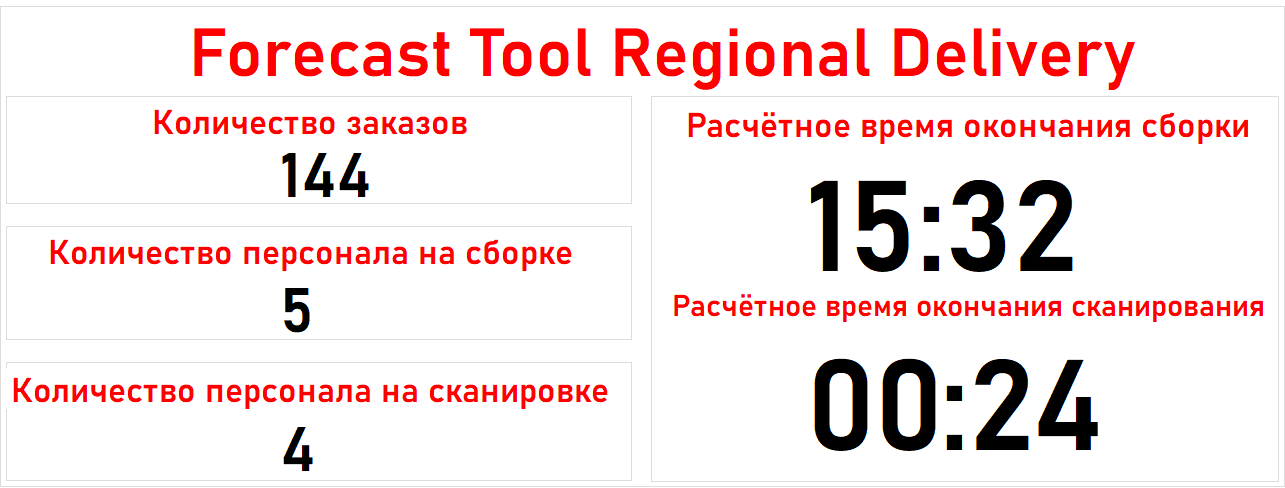 Forecast Tool Regional Delivery
Количество заказов
144
Количество персонала на сборке
5
Количество персонала на сканировке
4
Расчётное время окончания сборки
15:32
Расчётное время окончания сканирования
00:24